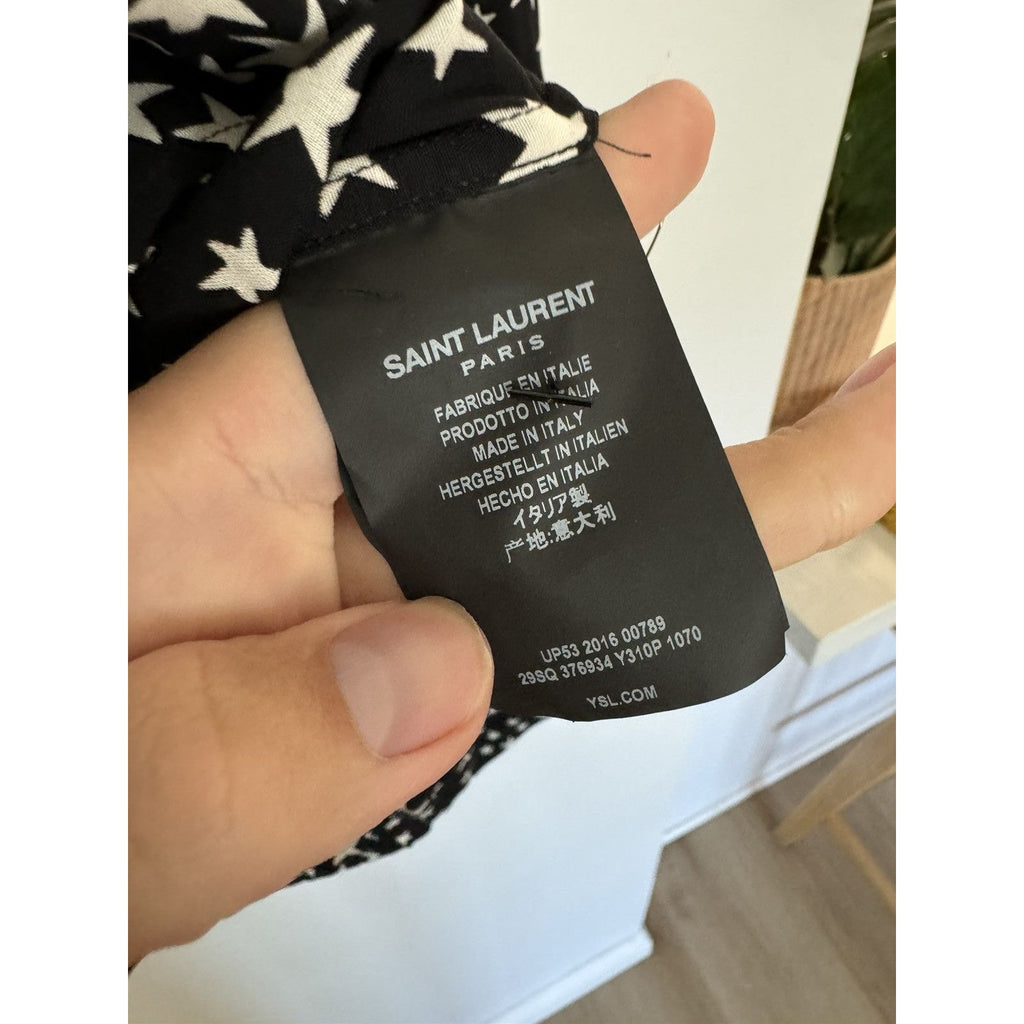 SAINT LAURENT
PARIS
FABRIQUE EN ITALIE
PRODOTTO IN ITALIA
MADE IN ITALY
HERGESTELLT IN ITALIEN
HECHO EN ITALIA
イタリア製
产地:意大利
UP53 2016 00789
29SQ 376934 Y310P 1070
YSL.COM